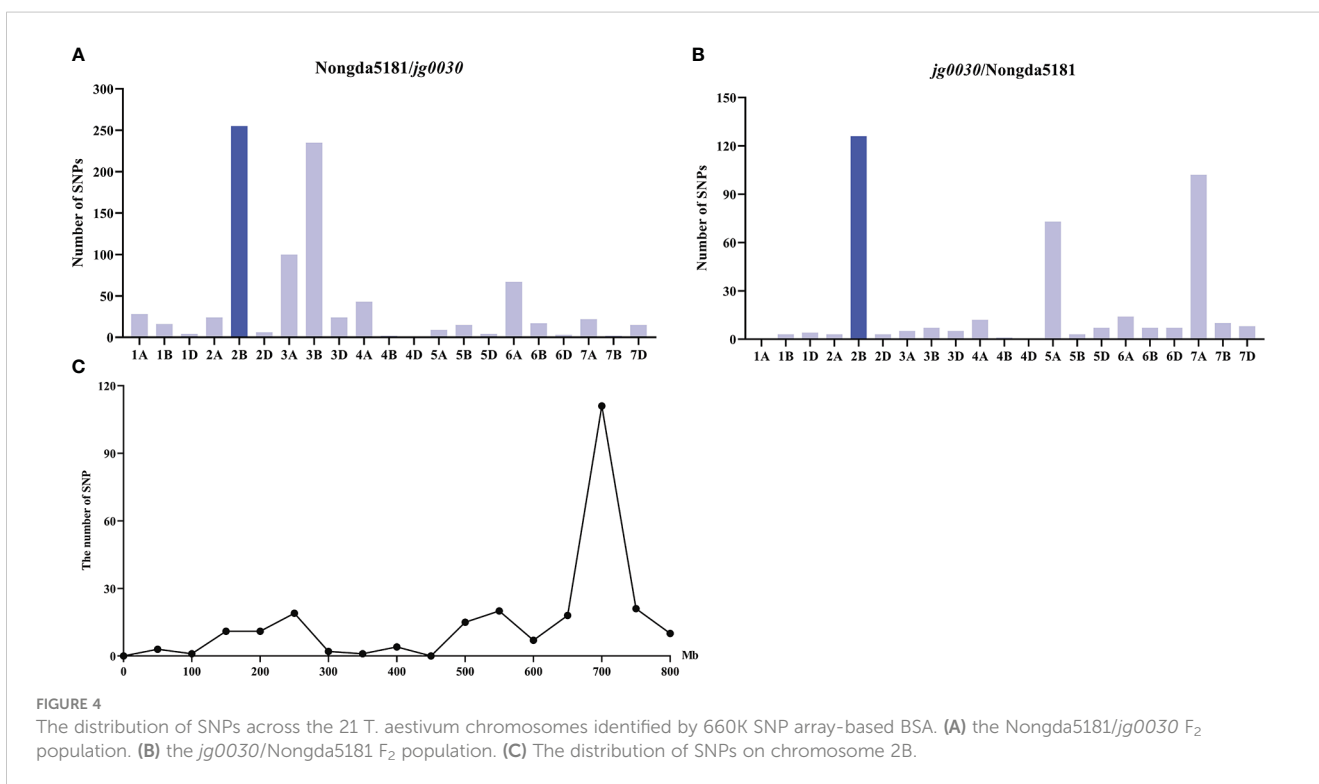 A
Nongda5181/jg0030
Number of SNPs
300
250
200
150
100
50
0
1A 1B 1D 2A 2B 2D 3A 3B 3D 4A 4B 4D 5A 5B 5D 6A 6B 6D 7A 7B 7D
B
jg0030/Nongda5181
Number of SNPs
150
120
90
60
30
0
1A 1B 1D 2A 2B 2D 3A 3B 3D 4A 4B 4D 5A 5B 5D 6A 6B 6D 7A 7B 7D
C
The number of SNP
120
90
60
30
0
0 100 200 300 400 500 600 700 800
Mb
FIGURE 4
The distribution of SNPs across the 21 T. aestivum chromosomes identified by 660K SNP array-based BSA. (A) the Nongda5181/jg0030 F2
population. (B) the jg0030/Nongda5181 F2 population. (C) The distribution of SNPs on chromosome 2B.